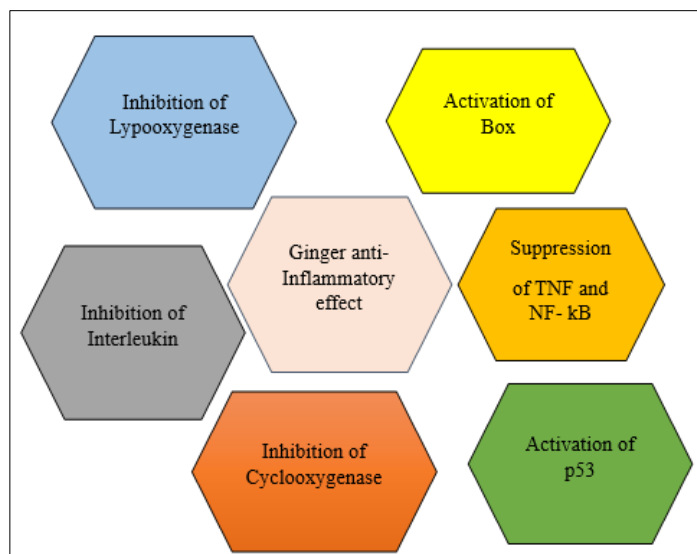 Inhibition of
Lypooxygenase
Activation of
Box
Ginger anti-
Inflammatory
effect
Suppression
of TNF and
NF- kB
Inhibition of
Interleukin
Inhibition of
Cyclooxygenase
Activation of
p53